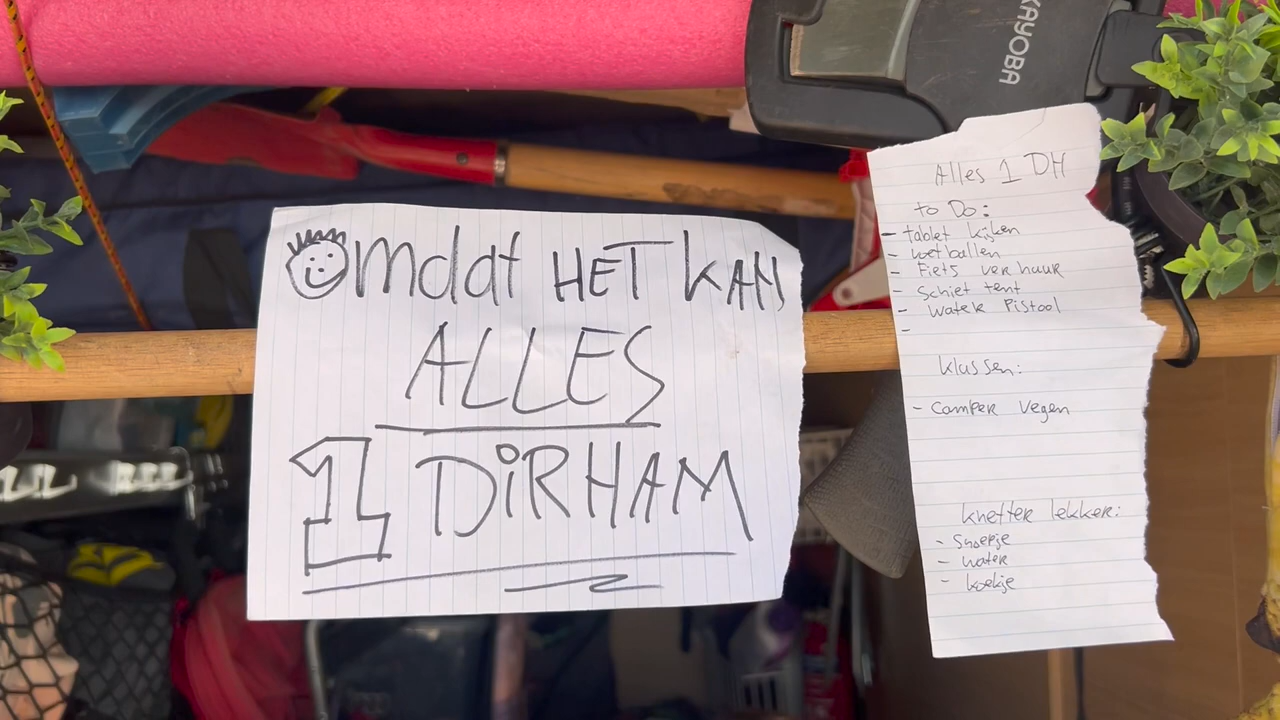 Omdat HET KAN
ALLES
1 DiRHAM
KAYOBA
Alles 1 DH
to Do:
- tablet kijken
- voetballen
- Fiets verhuur
- Schiet tent
- water Pistool
-
klussen:
- Camper vegen
knetter lekker:
- Snoepje
- water
- koekje